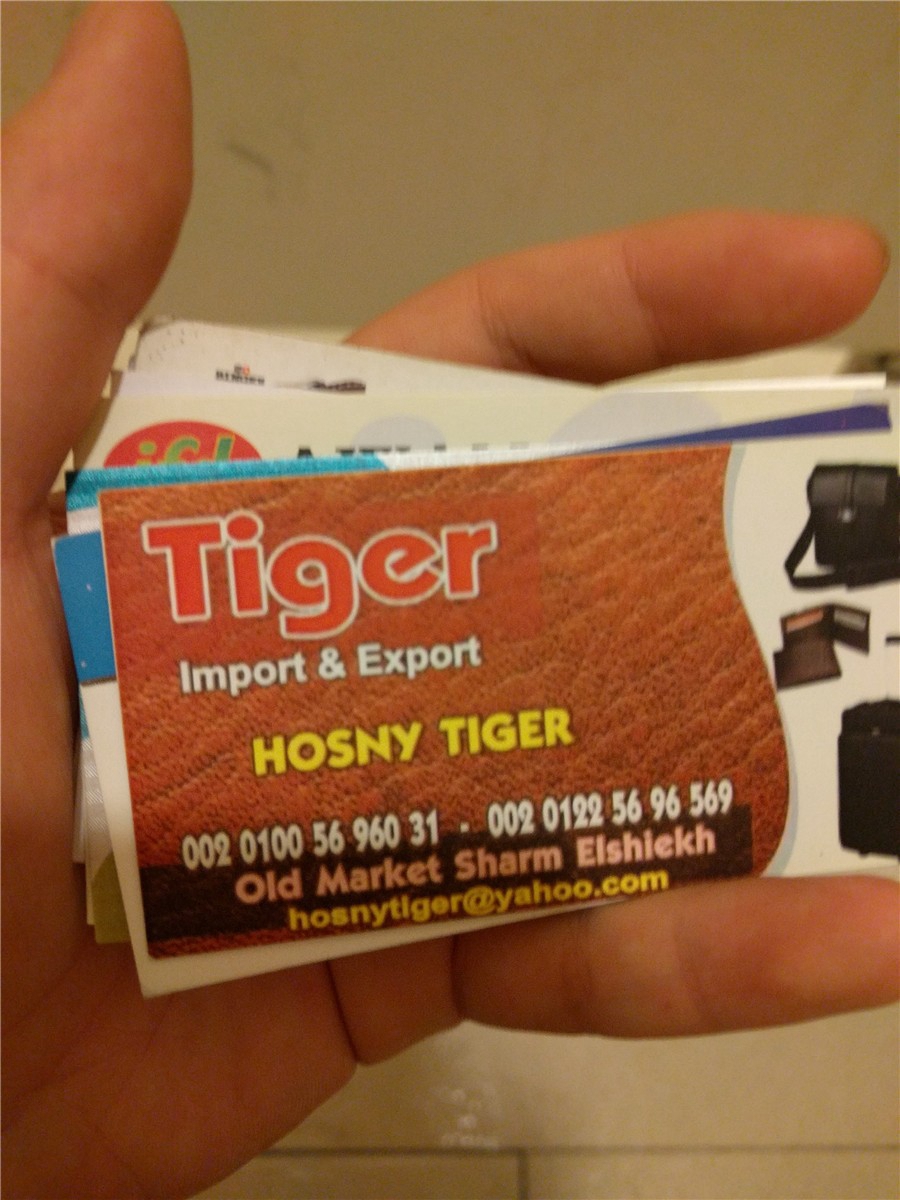 Tiger
Import & Export
HOSNY TIGER
002 0100 56 960 31 - 002 0122 56 96 569
Old Market Sharm Elshiekh
hosnytiger@yahoo.com